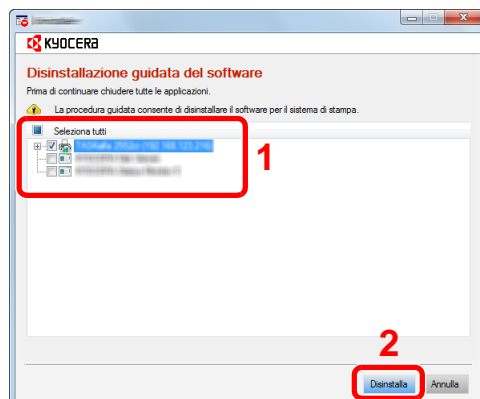 KYOCERA
Disinstallazione guidata del software
Prima di continuare chiudere tutte le applicazioni.
La procedura guidata consente di disinstallare il software per il sistema di stampa.
Seleziona tutti
1
2
Disinstalla
Annulla